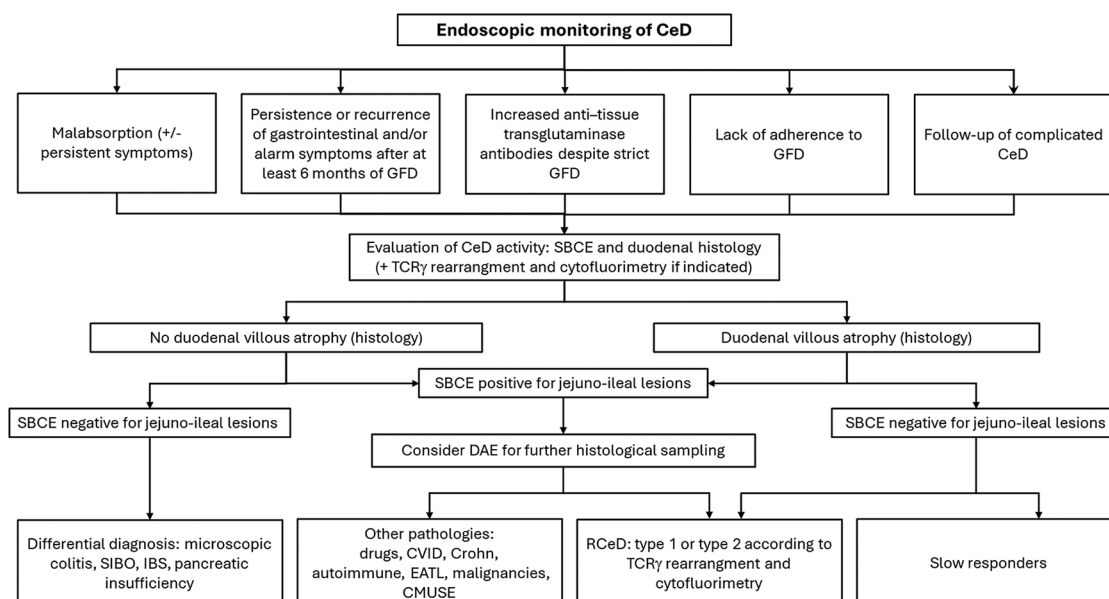 Endoscopic monitoring of CeD
Malabsorption (+/-
persistent symptoms)
Persistence or recurrence
of gastrointestinal and/or
alarm symptoms after at
least 6 months of GFD
Increased anti–tissue
transglutaminase
antibodies despite strict
GFD
Lack of adherence to
GFD
Follow-up of complicated
CeD
Evaluation of CeD activity: SBCE and duodenal histology
(+ TCRγ rearrangment and cytofluorimetry if indicated)
No duodenal villous atrophy (histology)
Duodenal villous atrophy (histology)
SBCE positive for jejuno-ileal lesions
SBCE negative for jejuno-ileal lesions
SBCE negative for jejuno-ileal lesions
Consider DAE for further histological sampling
Differential diagnosis: microscopic
colitis, SIBO, IBS, pancreatic
insufficiency
Other pathologies:
drugs, CVID, Crohn,
autoimmune, EATL, malignancies,
CMUSE
RCeD: type 1 or type 2 according to
TCRγ rearrangment and
cytofluorimetry
Slow responders